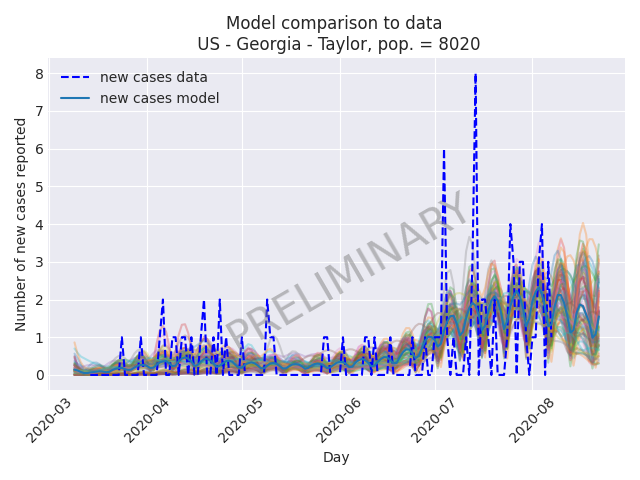 Model comparison to data
US - Georgia - Taylor, pop. = 8020
new cases data
new cases model
PRELIMINARY
Number of new cases reported
8
7
6
5
4
3
2
1
0
2020-03
2020-04
2020-05
2020-06
2020-07
2020-08
Day